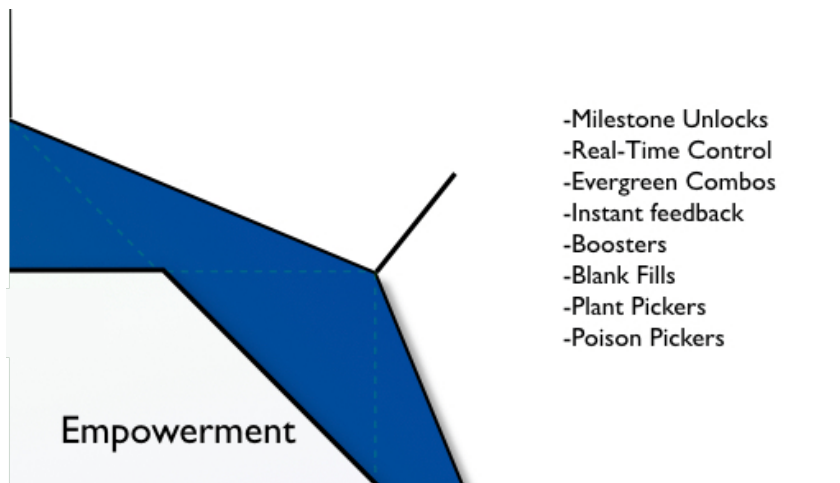 -Milestone Unlocks
-Real-Time Control
-Evergreen Combos
-Instant feedback
-Boosters
-Blank Fills
-Plant Pickers
-Poison Pickers
Empowerment